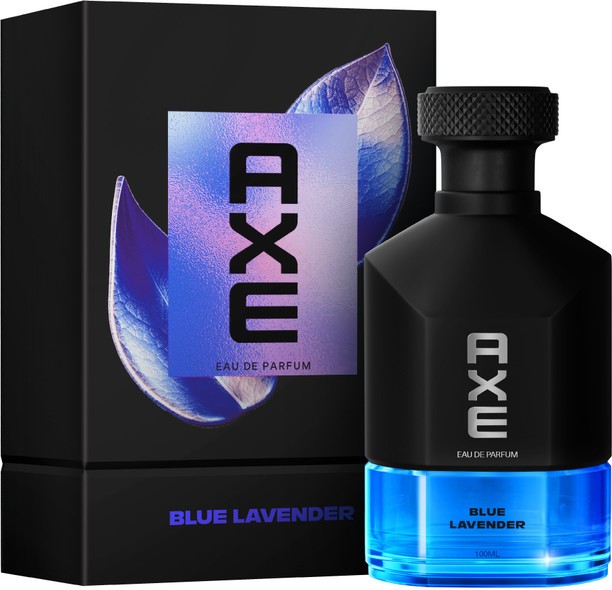 AXE
EAU DE PARFUM
BLUE LAVENDER
AXE
EAU DE PARFUM
BLUE
LAVENDER
100ML